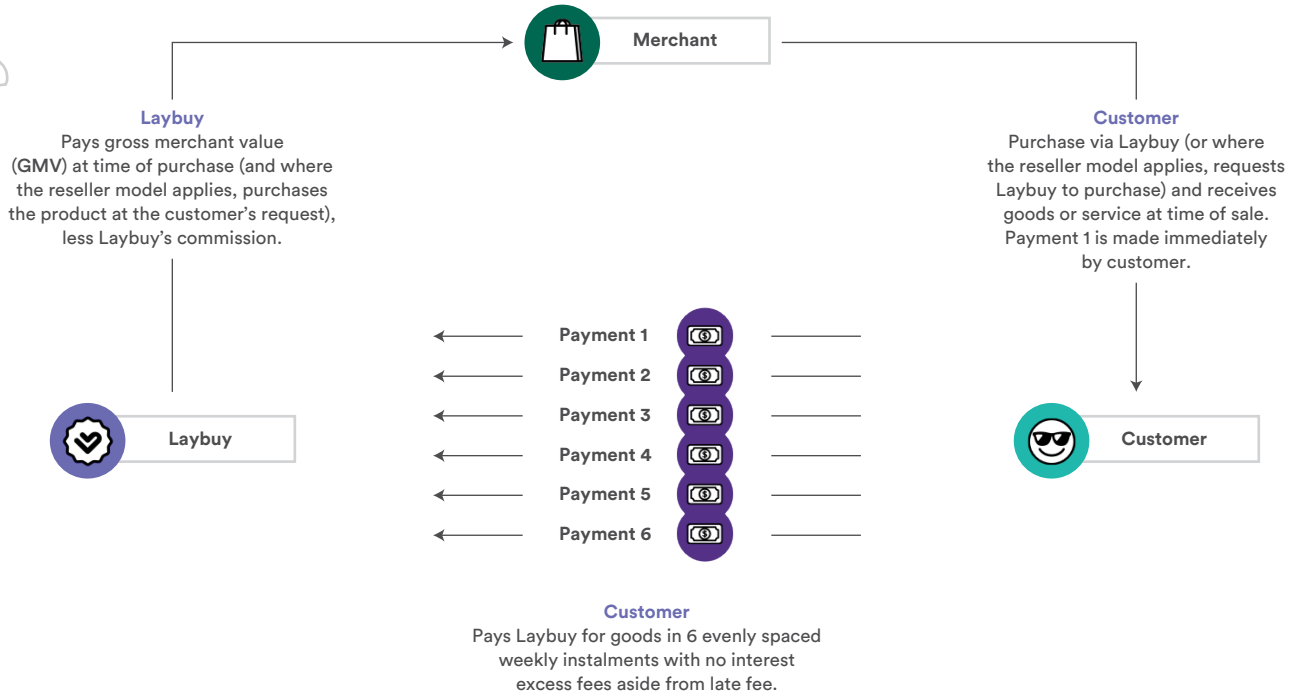 Merchant
Laybuy
Pays gross merchant value
(GMV) at time of purchase (and where
the reseller model applies, purchases
the product at the customer's request),
less Laybuy's commission.
Customer
Purchase via Laybuy (or where
the reseller model applies, requests
Laybuy to purchase) and receives
goods or service at time of sale.
Payment 1 is made immediately
by customer.
Payment 1
Payment 2
Payment 3
Payment 4
Payment 5
Payment 6
Laybuy
Customer
Customer
Pays Laybuy for goods in 6 evenly spaced
weekly instalments with no interest
excess fees aside from late fee.